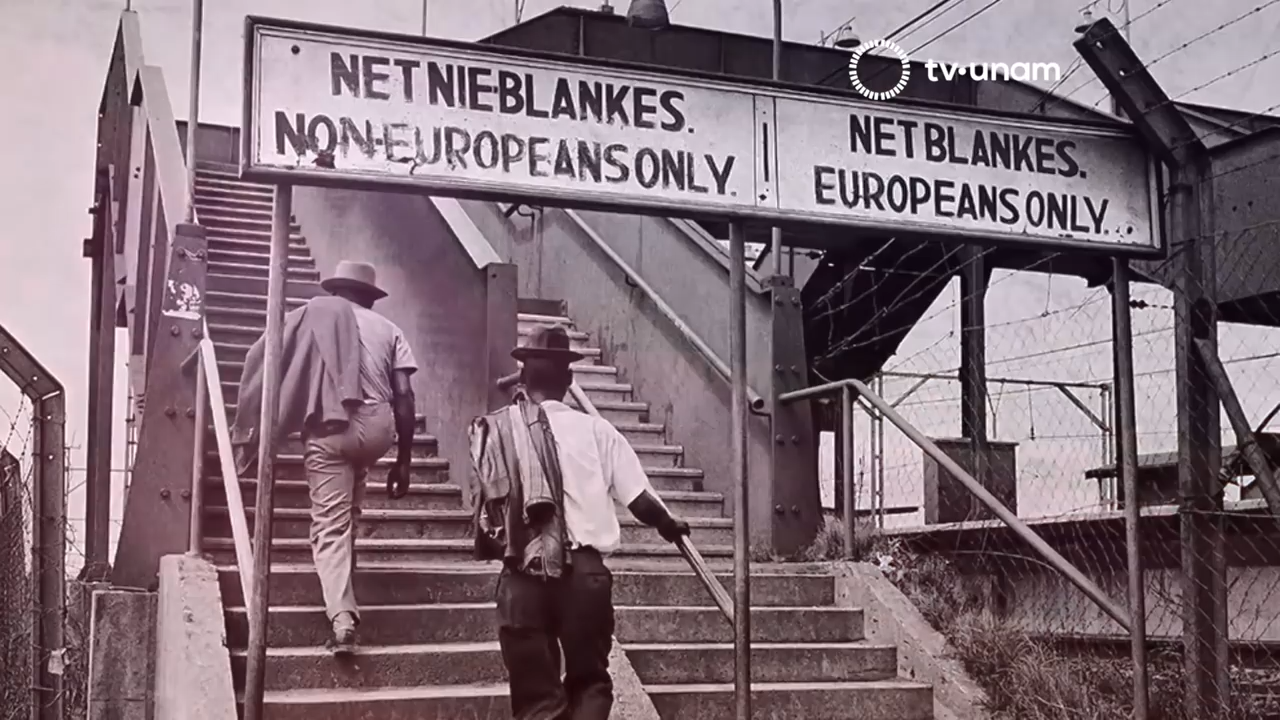 NET NIE-BLANKES.
NON-EUROPEANS ONLY.
NET BLANKES.
EUROPEANS ONLY.
tv·unam